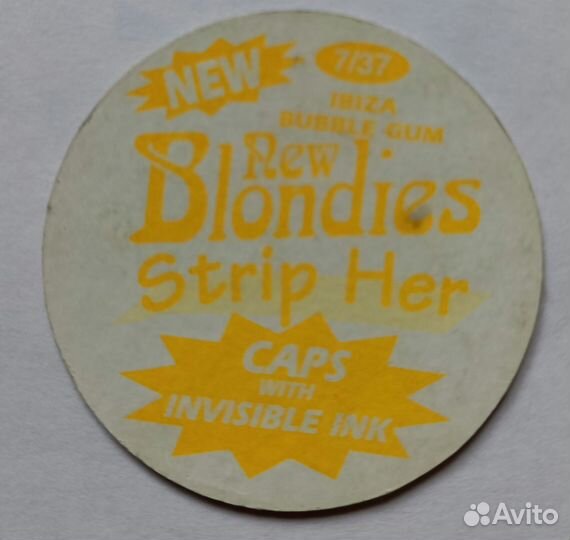 NEW
7/37
IBIZA
BUBBLE GUM
New
Blondies
Strip Her
CAPS
WITH
INVISIBLE INK
Avito